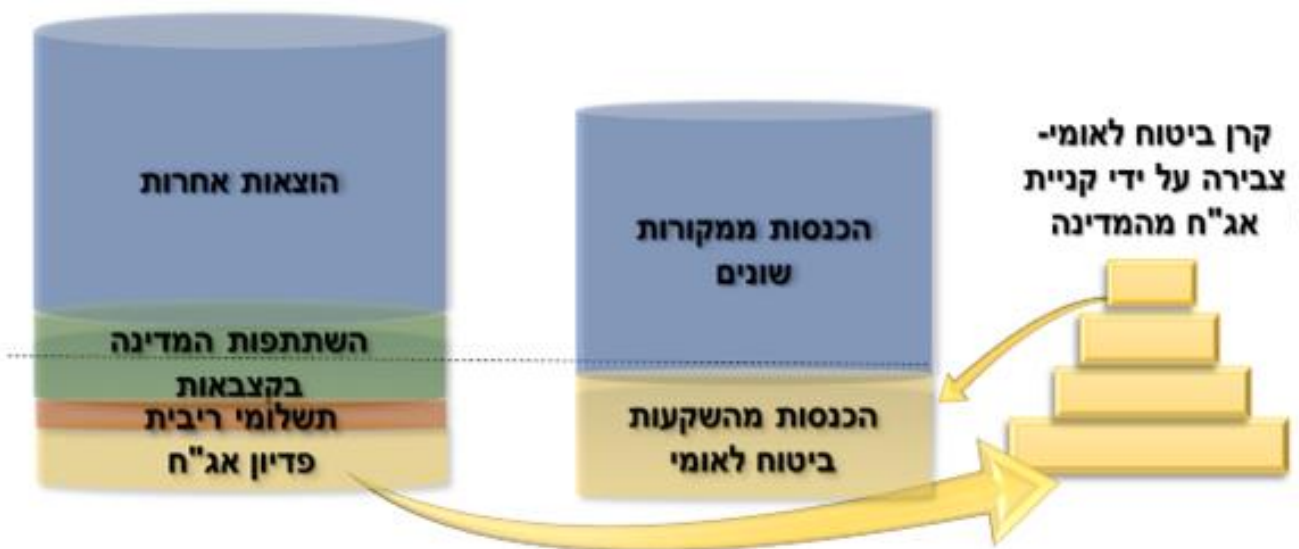 הוצאות אחרות
השתתפות המדינה
בקצבאות
תשלומי ריבית
פדיון אג"ח
הכנסות ממקורות
שונים
הכנסות מהשקעות
ביטוח לאומי
קרן ביטוח לאומי-
צבירה על ידי קניית
אג"ח מהמדינה